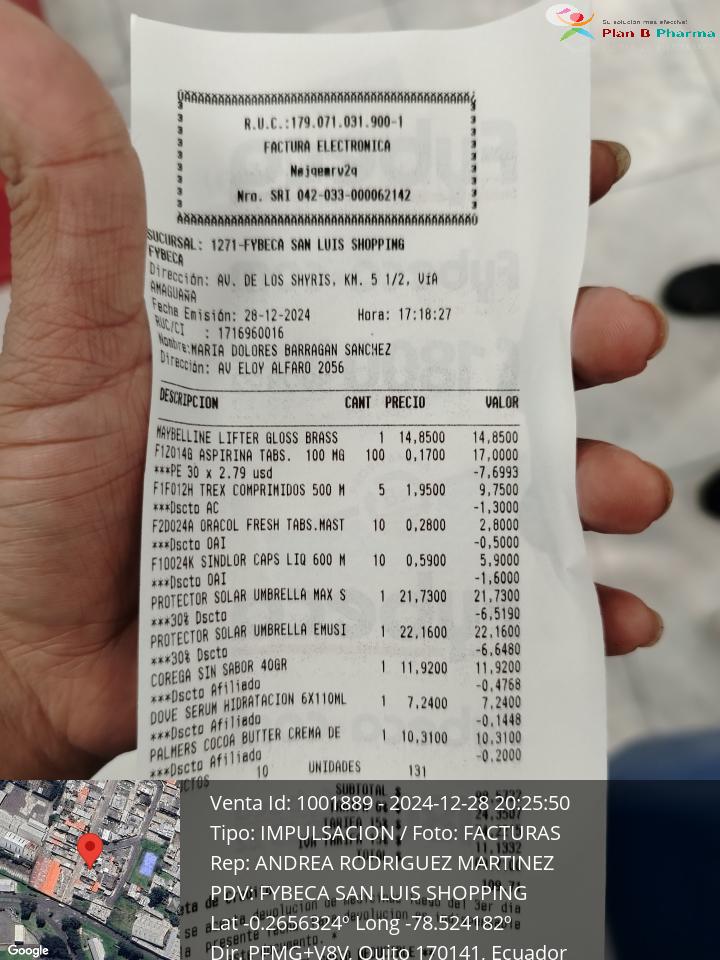 Su solución más efectiva!
Plan B Pharma
R.U.C.:179.071.031.900-1
FACTURA ELECTRONICA
Nejqemrv2q
Nro. SRI 042-033-000062142
SUCURSAL: 1271-FYBECA SAN LUIS SHOPPING
FYBECA
Dirección: AV. DE LOS SHYRIS, KM. 5 1/2, VíA
AMAGUAÑA
Fecha Emisión: 28-12-2024 Hora: 17:18:27
RUC/CI : 1716960016
Nombre:MARIA DOLORES BARRAGAN SANCHEZ
Dirección: AV ELOY ALFARO 2056
DESCRIPCION CANT PRECIO VALOR
MAYBELLINE LIFTER GLOSS BRASS 1 14,8500 14,8500
F1Z014G ASPIRINA TABS. 100 MG 100 0,1700 17,0000
***PE 30 x 2.79 usd -7,6993
F1F012H TREX COMPRIMIDOS 500 M 5 1,9500 9,7500
***Dscto AC -1,3000
F2D024A ORACOL FRESH TABS.MAST 10 0,2800 2,8000
***Dscto OAI -0,5000
F10024K SINDLOR CAPS LIQ 600 M 10 0,5900 5,9000
***Dscto OAI -1,6000
PROTECTOR SOLAR UMBRELLA MAX S 1 21,7300 21,7300
***30% Dscto -6,5190
PROTECTOR SOLAR UMBRELLA EMUSI 1 22,1600 22,1600
***30% Dscto -6,6480
COREGA SIN SABOR 40GR 1 11,9200 11,9200
***Dscto Afiliado -0,4768
DOVE SERUM HIDRATACION 6X110ML 1 7,2400 7,2400
***Dscto Afiliado -0,1448
PALMERS COCOA BUTTER CREMA DE 1 10,3100 10,3100
***Dscto Afiliado -0,2000
10 UNIDADES 131
SUBTOTAL $
24,3507
11,1332
Venta Id: 1001889 - 2024-12-28 20:25:50
Tipo: IMPULSACION / Foto: FACTURAS
Rep: ANDREA RODRIGUEZ MARTINEZ
PDV: FYBECA SAN LUIS SHOPPING
Lat -0.2656324º Long -78.524182º
Dir. PFMG+V8V, Quito 170141, Ecuador
Google